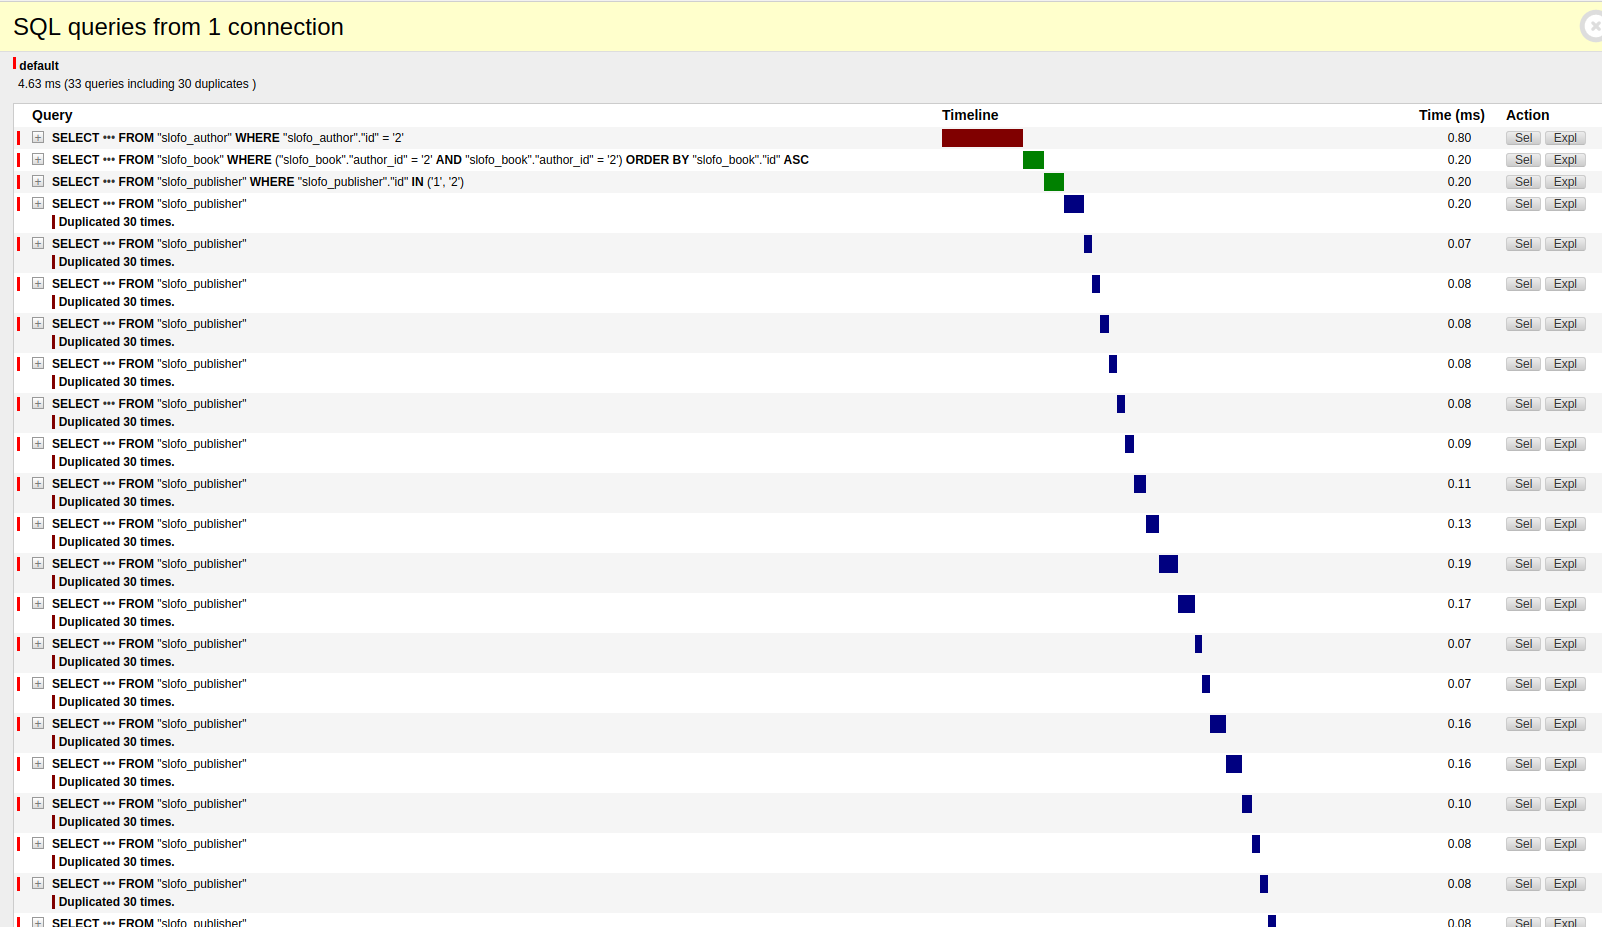 SQL queries from 1 connection
default
4.63 ms (33 queries including 30 duplicates )
Query Timeline Time (ms) Action
+ SELECT ••• FROM "slofo_author" WHERE "slofo_author"."id" = '2' 0.80 Sel Expl
+ SELECT ••• FROM "slofo_book" WHERE ("slofo_book"."author_id" = '2' AND "slofo_book"."author_id" = '2') ORDER BY "slofo_book"."id" ASC 0.20 Sel Expl
+ SELECT ••• FROM "slofo_publisher" WHERE "slofo_publisher"."id" IN ('1', '2') 0.20 Sel Expl
+ SELECT ••• FROM "slofo_publisher" 0.20 Sel Expl
Duplicated 30 times.
+ SELECT ••• FROM "slofo_publisher" 0.07 Sel Expl
Duplicated 30 times.
+ SELECT ••• FROM "slofo_publisher" 0.08 Sel Expl
Duplicated 30 times.
+ SELECT ••• FROM "slofo_publisher" 0.08 Sel Expl
Duplicated 30 times.
+ SELECT ••• FROM "slofo_publisher" 0.08 Sel Expl
Duplicated 30 times.
+ SELECT ••• FROM "slofo_publisher" 0.08 Sel Expl
Duplicated 30 times.
+ SELECT ••• FROM "slofo_publisher" 0.09 Sel Expl
Duplicated 30 times.
+ SELECT ••• FROM "slofo_publisher" 0.11 Sel Expl
Duplicated 30 times.
+ SELECT ••• FROM "slofo_publisher" 0.13 Sel Expl
Duplicated 30 times.
+ SELECT ••• FROM "slofo_publisher" 0.19 Sel Expl
Duplicated 30 times.
+ SELECT ••• FROM "slofo_publisher" 0.17 Sel Expl
Duplicated 30 times.
+ SELECT ••• FROM "slofo_publisher" 0.07 Sel Expl
Duplicated 30 times.
+ SELECT ••• FROM "slofo_publisher" 0.07 Sel Expl
Duplicated 30 times.
+ SELECT ••• FROM "slofo_publisher" 0.16 Sel Expl
Duplicated 30 times.
+ SELECT ••• FROM "slofo_publisher" 0.16 Sel Expl
Duplicated 30 times.
+ SELECT ••• FROM "slofo_publisher" 0.10 Sel Expl
Duplicated 30 times.
+ SELECT ••• FROM "slofo_publisher" 0.08 Sel Expl
Duplicated 30 times.
+ SELECT ••• FROM "slofo_publisher" 0.08 Sel Expl
Duplicated 30 times.
+ SELECT ••• FROM "slofo_publisher" 0.08 Sel Expl